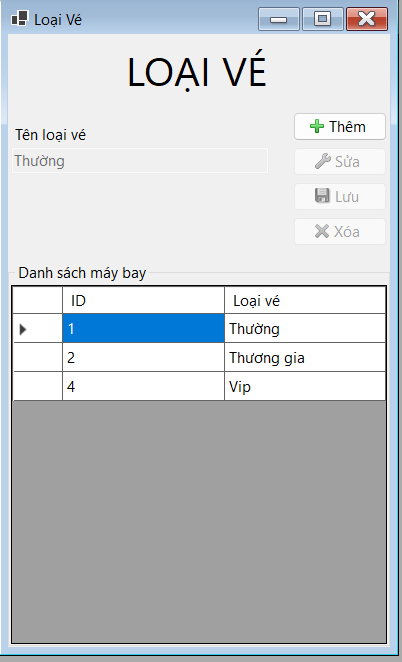 Loại Vé
LOẠI VÉ
Thêm
Tên loại vé
Thường
Sửa
Lưu
Xóa
Danh sách máy bay
ID Loại vé
1 Thường
2 Thương gia
4 Vip